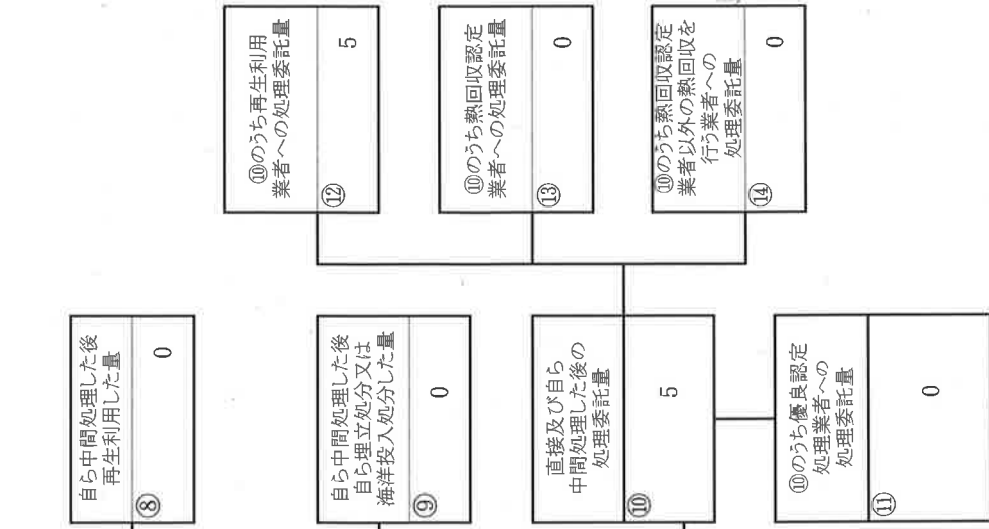 自ら中間処理した後
再生利用した量
⑧
0
自ら中間処理した後
自ら埋立処分又は
海洋投入処分した量
⑨
0
直接及び自ら
中間処理した後の
処理委託量
⑩
5
⑩のうち優良認定
処理業者への
処理委託量
⑪
0
⑩のうち再生利用
業者への処理委託量
⑫
5
⑩のうち熱回収認定
業者への処理委託量
⑬
0
⑩のうち熱回収認定
業者以外の熱回収を
行う業者への
処理委託量
⑭
0